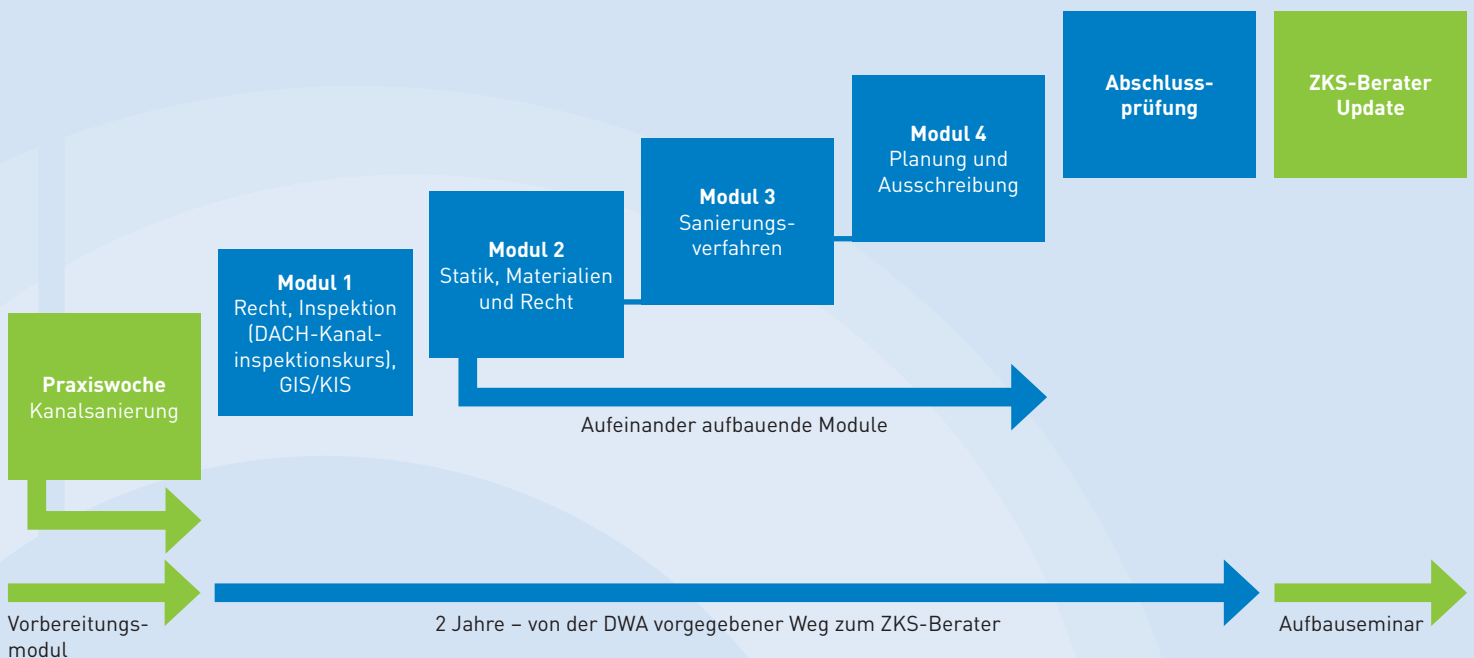 Praxiswoche
Kanalsanierung
Modul 1
Recht, Inspektion
(DACH-Kanal-
inspektionskurs),
GIS/KIS
Modul 2
Statik, Materialien
und Recht
Modul 3
Sanierungs-
verfahren
Modul 4
Planung und
Ausschreibung
Abschluss-
prüfung
ZKS-Berater
Update
Aufeinander aufbauende Module
Vorbereitungs-
modul
2 Jahre – von der DWA vorgegebener Weg zum ZKS-Berater
Aufbauseminar